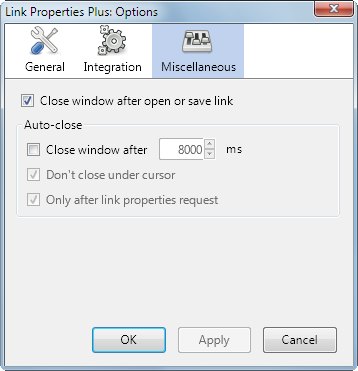 Link Properties Plus: Options
General Integration Miscellaneous
Close window after open or save link
Auto-close
Close window after 8000 ms
Don't close under cursor
Only after link properties request
OK Apply Cancel